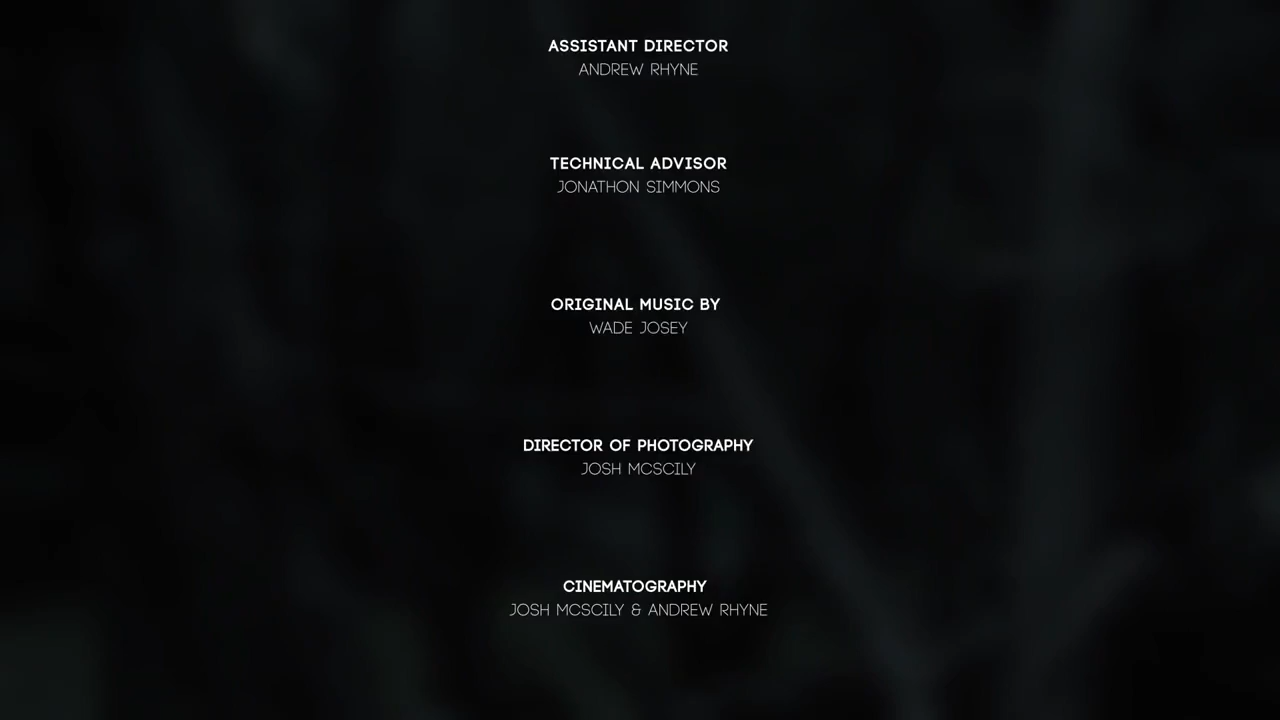 ASSISTANT DIRECTOR
ANDREW RHYNE
TECHNICAL ADVISOR
JONATHON SIMMONS
ORIGINAL MUSIC BY
WADE JOSEY
DIRECTOR OF PHOTOGRAPHY
JOSH MCSCILY
CINEMATOGRAPHY
JOSH MCSCILY & ANDREW RHYNE